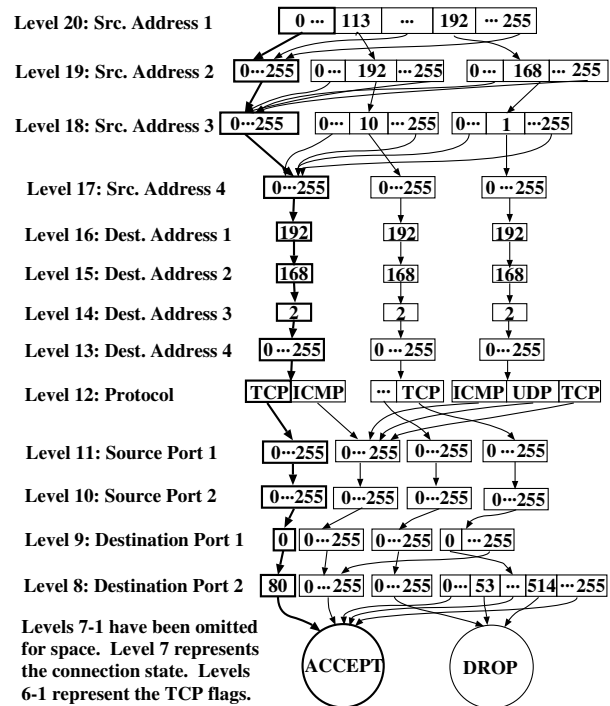 Level 20: Src. Address 1 0 ··· 113 ··· 192 ··· 255
Level 19: Src. Address 2 0···255 0··· 192 ···255 0··· 168 ··· 255
Level 18: Src. Address 3 0···255 0··· 10 ···255 0··· 1 ···255
Level 17: Src. Address 4 0···255 0···255 0 ···255
Level 16: Dest. Address 1 192 192 192
Level 15: Dest. Address 2 168 168 168
Level 14: Dest. Address 3 2 2 2
Level 13: Dest. Address 4 0···255 0···255 0···255
Level 12: Protocol TCP ICMP ··· TCP ICMP UDP TCP
Level 11: Source Port 1 0···255 0···255 0···255 0···255
Level 10: Source Port 2 0···255 0···255 0···255 0···255
Level 9: Destination Port 1 0 0···255 0···255 0 ···255
Level 8: Destination Port 2 80 0···255 0···255 0··· 53 ··· 514 ···255
Levels 7-1 have been omitted
for space. Level 7 represents
the connection state. Levels
6-1 represent the TCP flags.
ACCEPT DROP